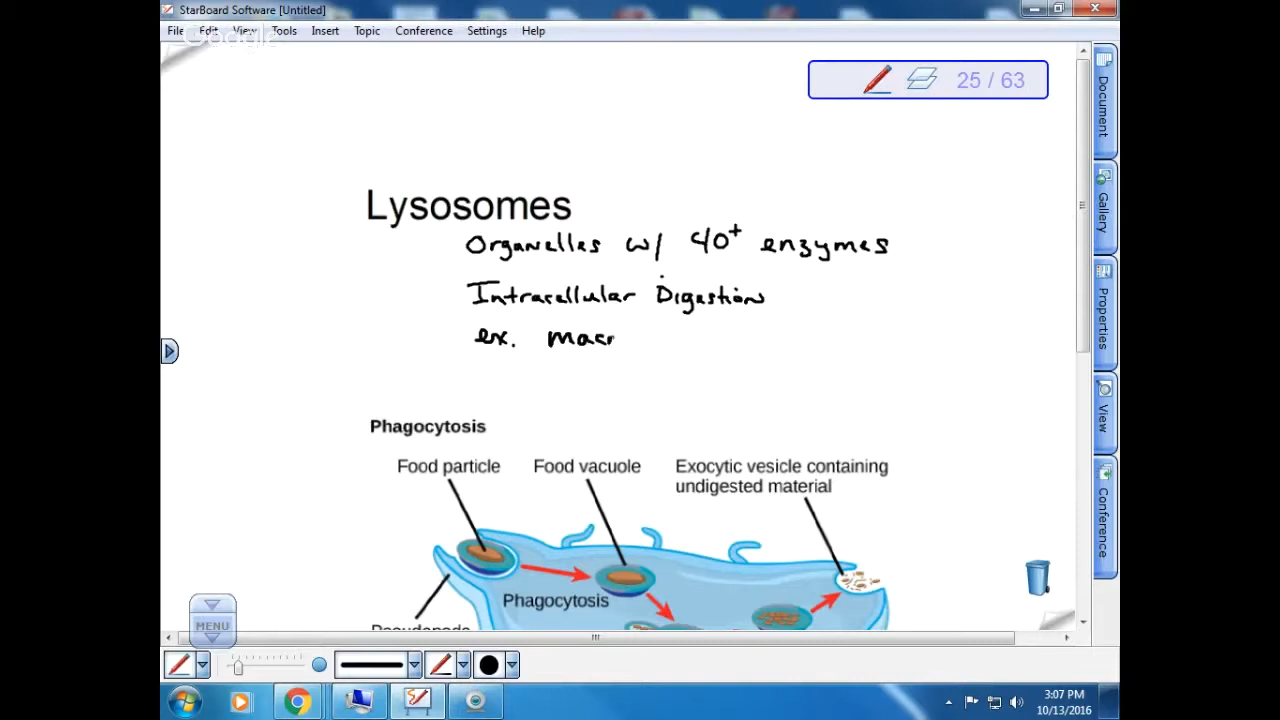 StarBoard Software [Untitled]
File Edit View Tools Insert Topic Conference Settings Help
Google
25 / 63
Lysosomes
Organelles w/ 40+ enzymes
Intracellular Digestion
ex. macr
Phagocytosis
Food particle
Food vacuole
Exocytic vesicle containing
undigested material
Phagocytosis
Pseudopods
Document
Gallery
Properties
View
Conference
MENU
3:07 PM
10/13/2016